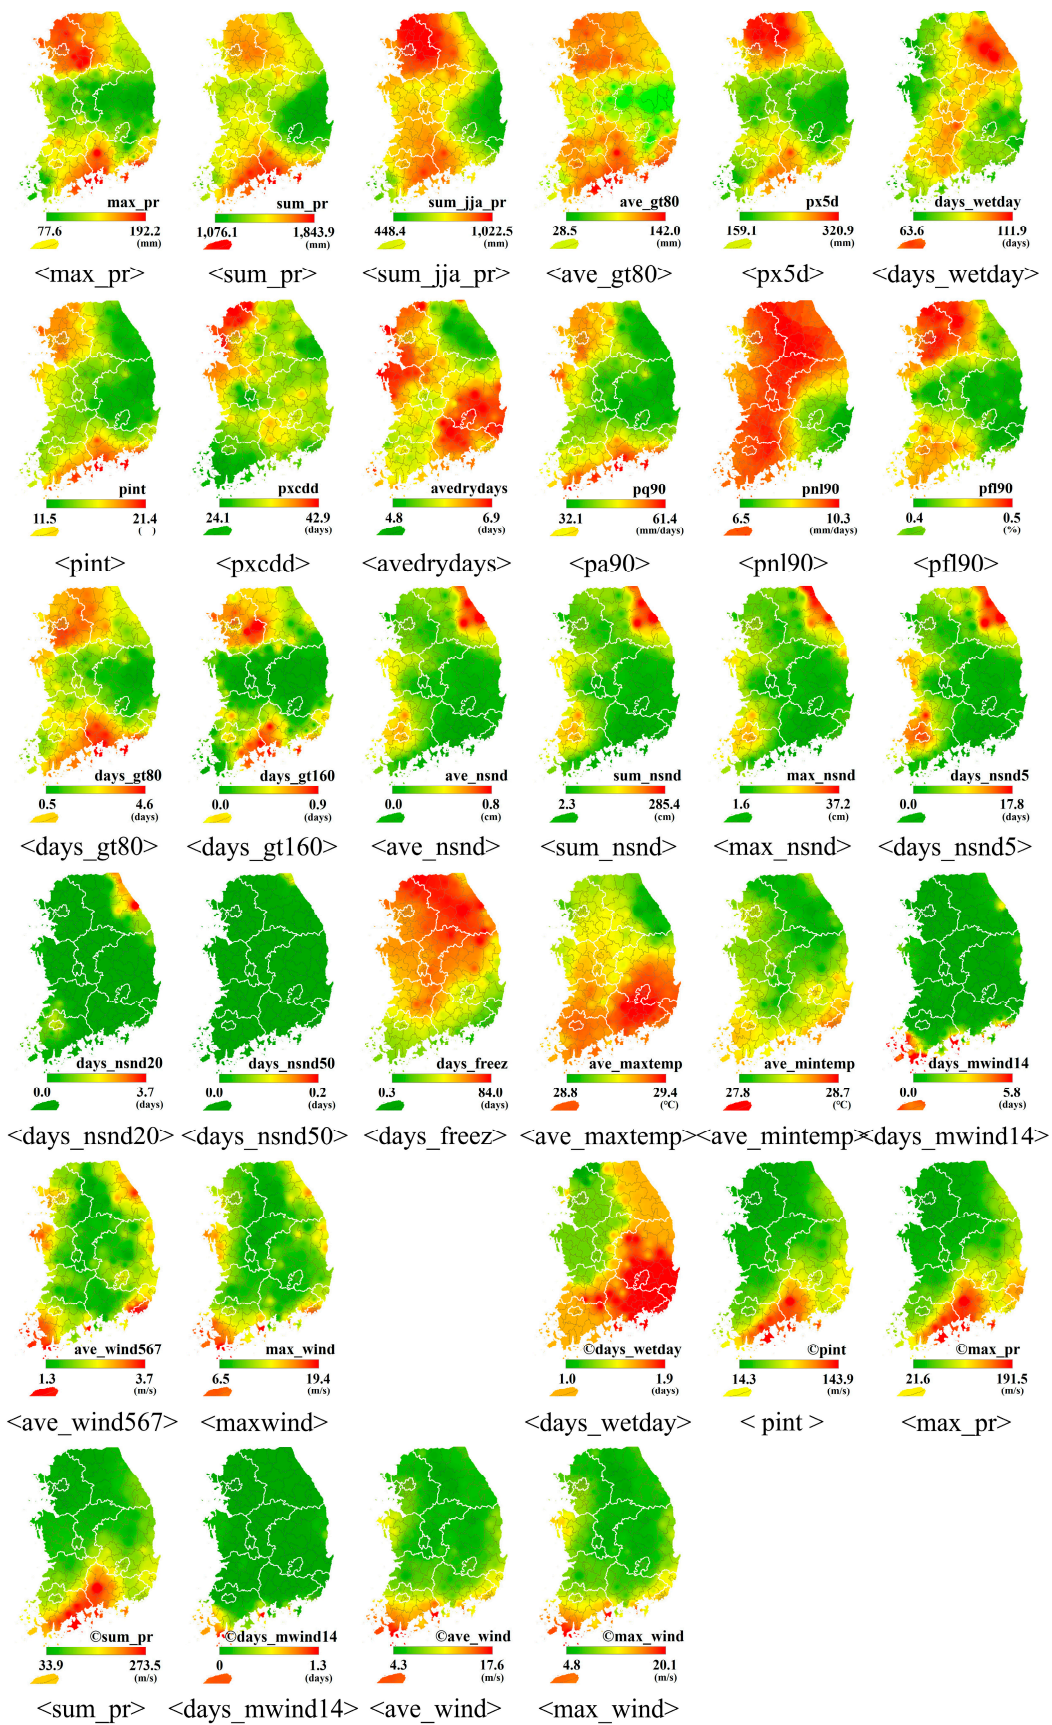 max_pr
77.6 192.2
(mm)
<max_pr>
sum_pr
1,076.1 1,843.9
(mm)
<sum_pr>
sum_jja_pr
448.4 1,022.5
(mm)
<sum_jja_pr>
ave_gt80
28.5 142.0
(mm)
<ave_gt80>
px5d
159.1 320.9
(mm)
<px5d>
days_wetday
63.6 111.9
(days)
<days_wetday>
pint
11.5 21.4
( )
<pint>
pxcdd
24.1 42.9
(days)
<pxcdd>
avedrydays
4.8 6.9
(days)
<avedrydays>
pq90
32.1 61.4
(mm/days)
<pa90>
pnl90
6.5 10.3
(mm/days)
<pnl90>
pfl90
0.4 0.5
(%)
<pfl90>
days_gt80
0.5 4.6
(days)
<days_gt80>
days_gt160
0.0 0.9
(days)
<days_gt160>
ave_nsnd
0.0 0.8
(cm)
<ave_nsnd>
sum_nsnd
2.3 285.4
(cm)
<sum_nsnd>
max_nsnd
1.6 37.2
(cm)
<max_nsnd>
days_nsnd5
0.0 17.8
(days)
<days_nsnd5>
days_nsnd20
0.0 3.7
(days)
<days_nsnd20>
days_nsnd50
0.0 0.2
(days)
<days_nsnd50>
days_freez
0.3 84.0
(days)
<days_freez>
ave_maxtemp
28.8 29.4
(°C)
<ave_maxtemp>
ave_mintemp
27.8 28.7
(°C)
<ave_mintemp>
days_mwind14
0.0 5.8
(days)
<days_mwind14>
ave_wind567
1.3 3.7
(m/s)
<ave_wind567>
max_wind
6.5 19.4
(m/s)
<maxwind>
©days_wetday
1.0 1.9
(days)
<days_wetday>
©pint
14.3 143.9
(m/s)
< pint >
©max_pr
21.6 191.5
(m/s)
<max_pr>
©sum_pr
33.9 273.5
(m/s)
<sum_pr>
©days_mwind14
0 1.3
(days)
<days_mwind14>
©ave_wind
4.3 17.6
(m/s)
<ave_wind>
©max_wind
4.8 20.1
(m/s)
<max_wind>